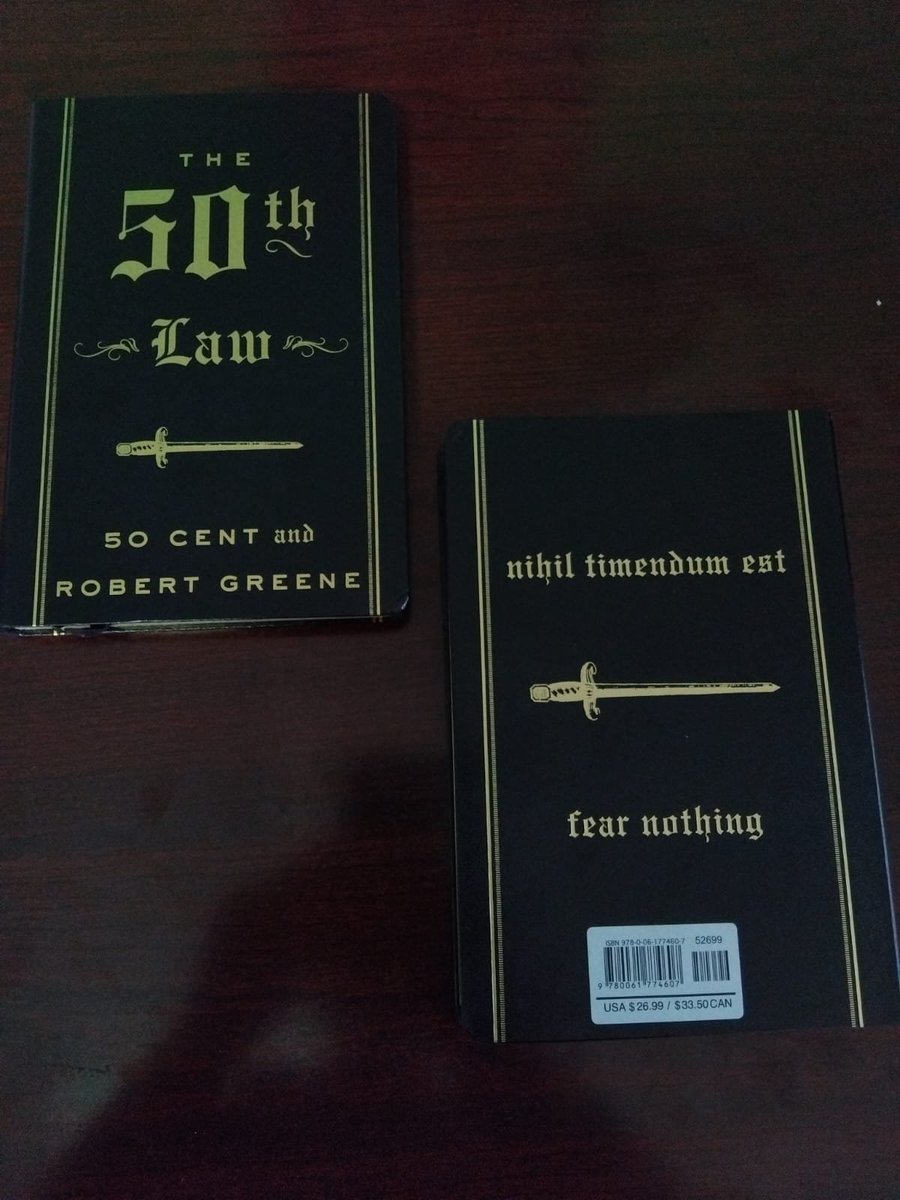 THE
50th
Law
50 CENT and
ROBERT GREENE
nihil timendum est
fear nothing
ISBN 978-0-06-177460-7 52699
9 780061 774607
USA $26.99 / $33.50 CAN